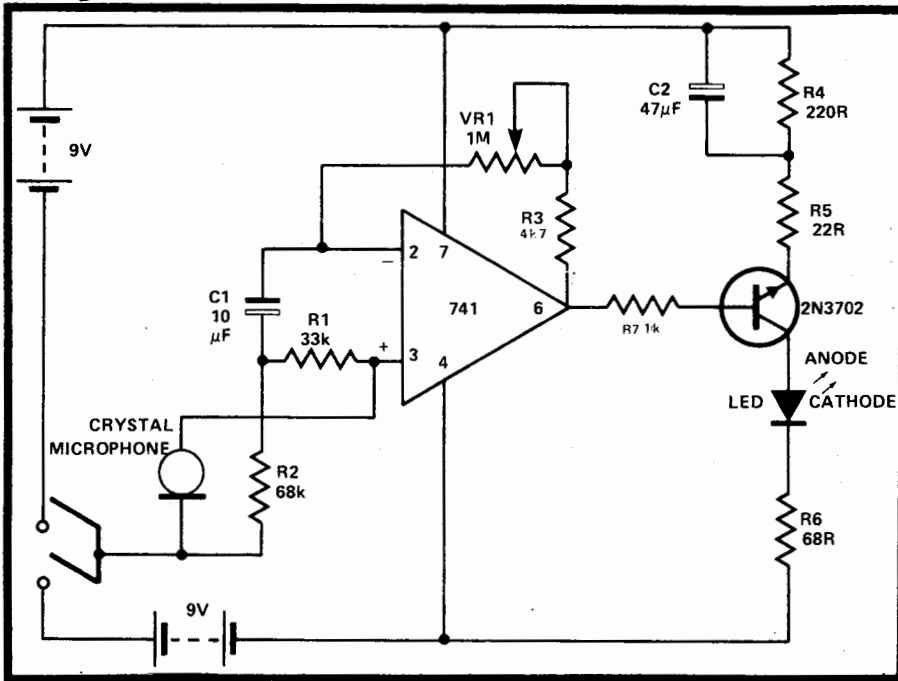 C2
47µF
R4
220R
9V
VR1
1M
R3
4k7
R5
22R
2
7
−
C1
10
µF
R1
33k
741
6
R7 1k
2N3702
+
3
4
ANODE
LED
CATHODE
CRYSTAL
MICROPHONE
R2
68k
R6
68R
9V